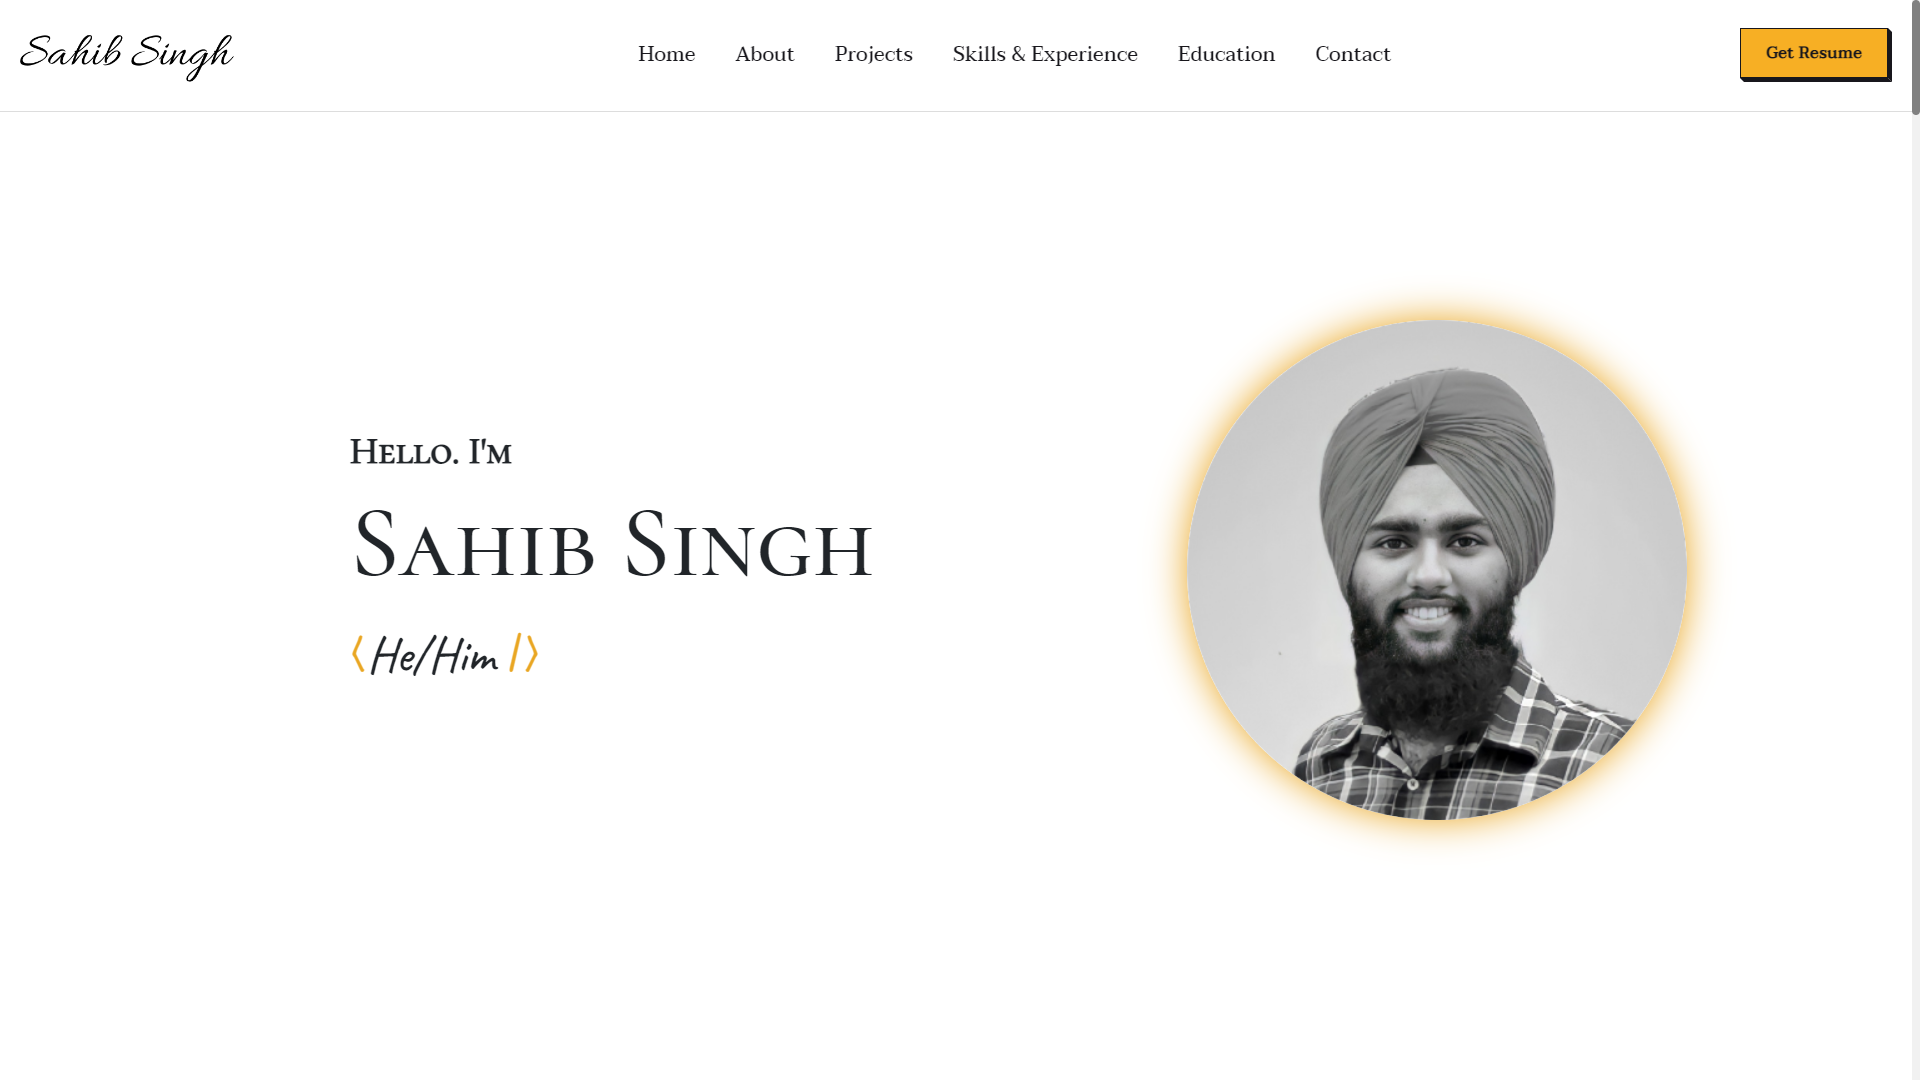 Sahib Singh
Home About Projects Skills & Experience Education Contact
Get Resume
Hello. I'm
Sahib Singh
<He/Him />